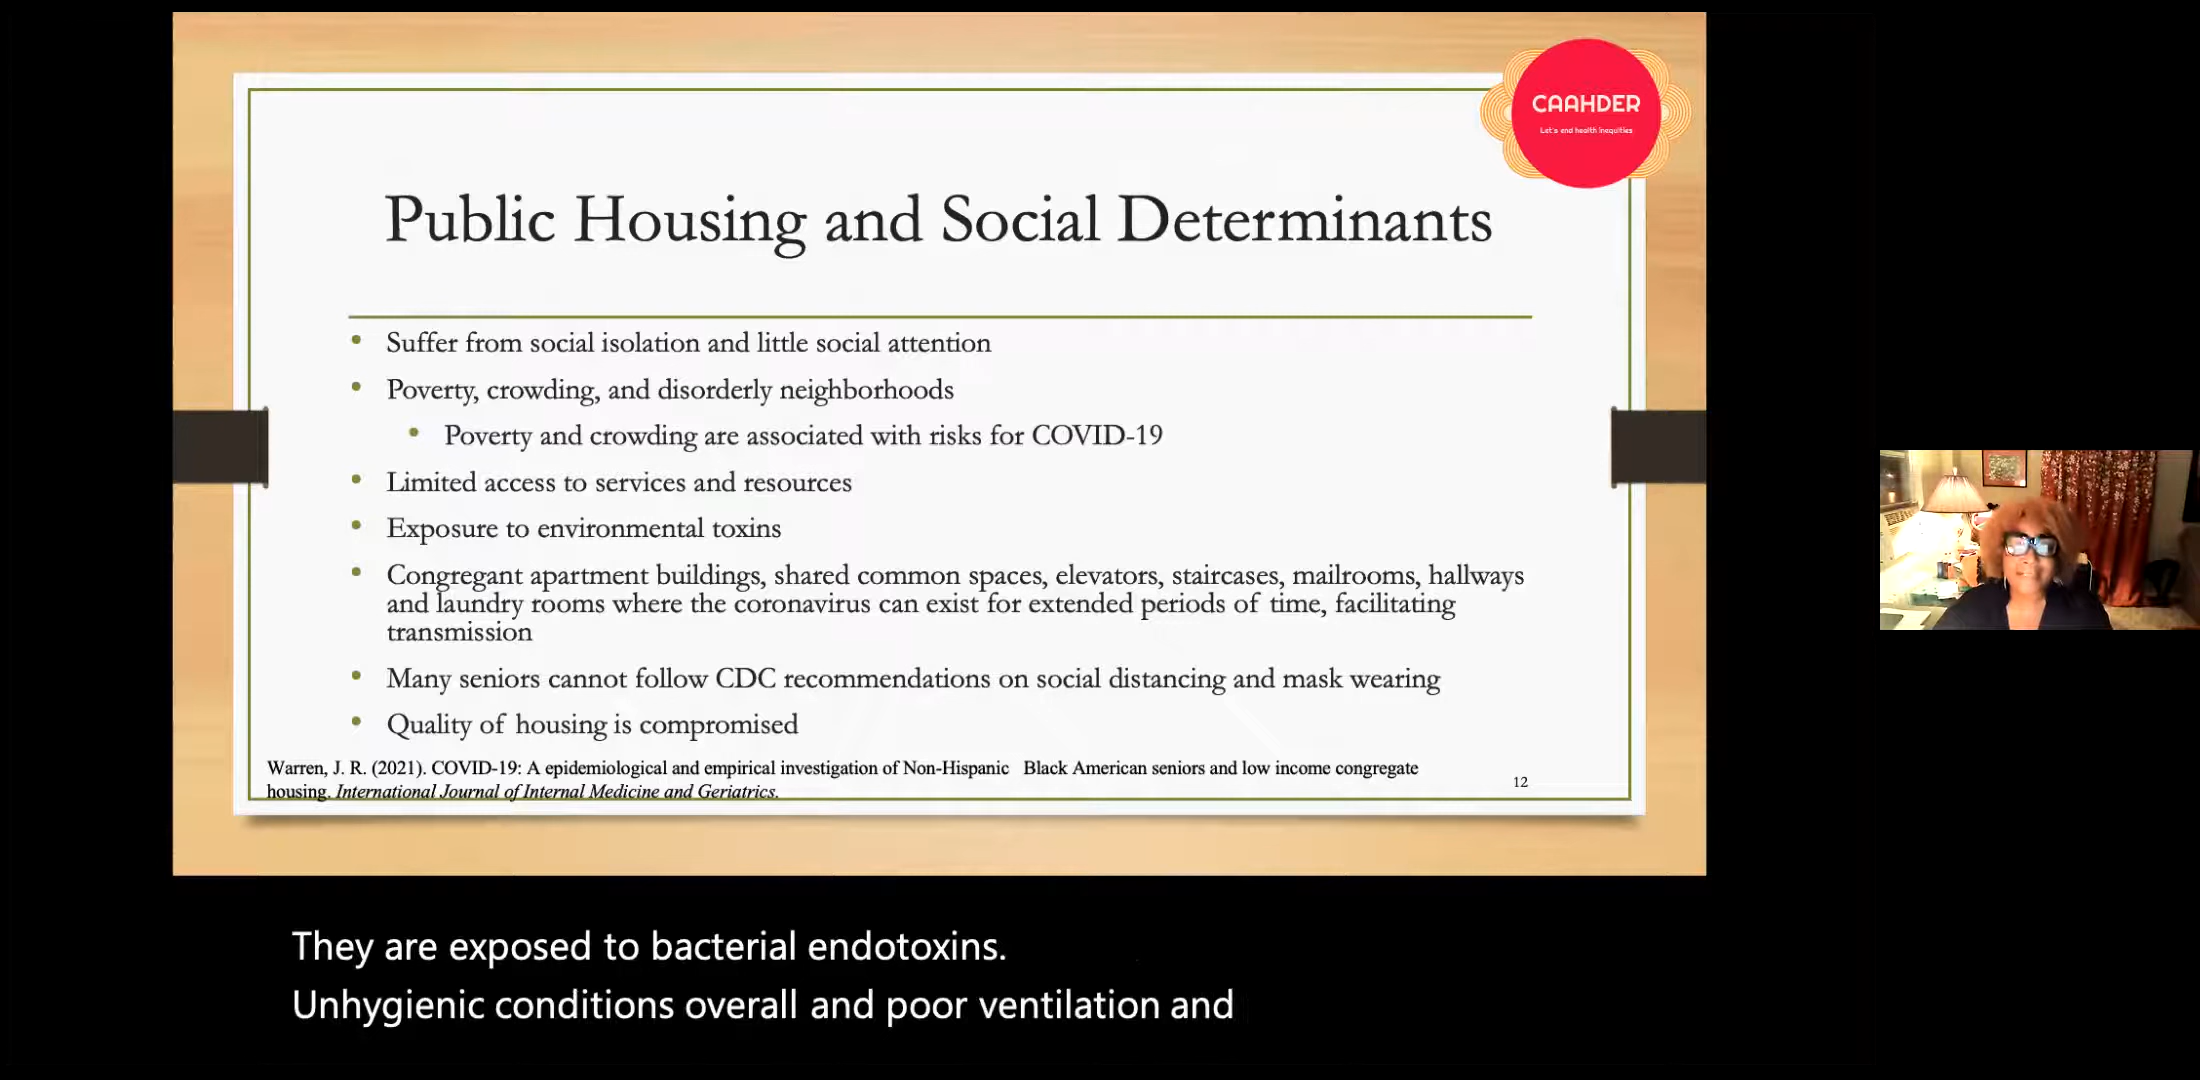 CAAHDER
Let's end health inequities
Public Housing and Social Determinants
• Suffer from social isolation and little social attention
• Poverty, crowding, and disorderly neighborhoods
• Poverty and crowding are associated with risks for COVID-19
• Limited access to services and resources
• Exposure to environmental toxins
• Congregant apartment buildings, shared common spaces, elevators, staircases, mailrooms, hallways
and laundry rooms where the coronavirus can exist for extended periods of time, facilitating
transmission
• Many seniors cannot follow CDC recommendations on social distancing and mask wearing
• Quality of housing is compromised
Warren, J. R. (2021). COVID-19: A epidemiological and empirical investigation of Non-Hispanic Black American seniors and low income congregate
housing. International Journal of Internal Medicine and Geriatrics.
12
They are exposed to bacterial endotoxins.
Unhygienic conditions overall and poor ventilation and